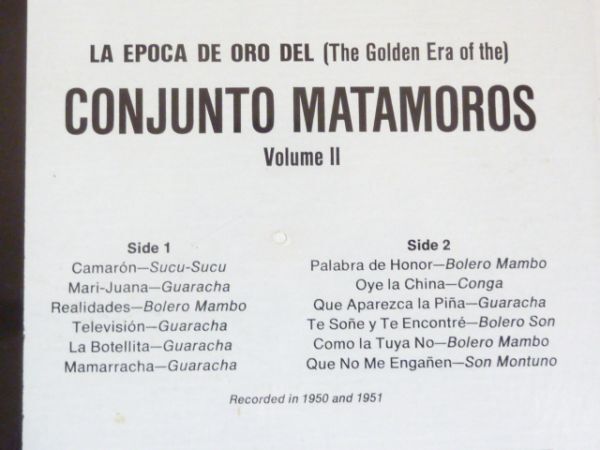 LA EPOCA DE ORO DEL (The Golden Era of the)
CONJUNTO MATAMOROS
Volume II
Side 1
Camarón—Sucu-Sucu
Mari-Juana—Guaracha
Realidades—Bolero Mambo
Televisión—Guaracha
La Botellita—Guaracha
Mamarracha—Guaracha
Side 2
Palabra de Honor—Bolero Mambo
Oye la China—Conga
Que Aparezca la Piña—Guaracha
Te Soñe y Te Encontré—Bolero Son
Como la Tuya No—Bolero Mambo
Que No Me Engañen—Son Montuno
Recorded in 1950 and 1951